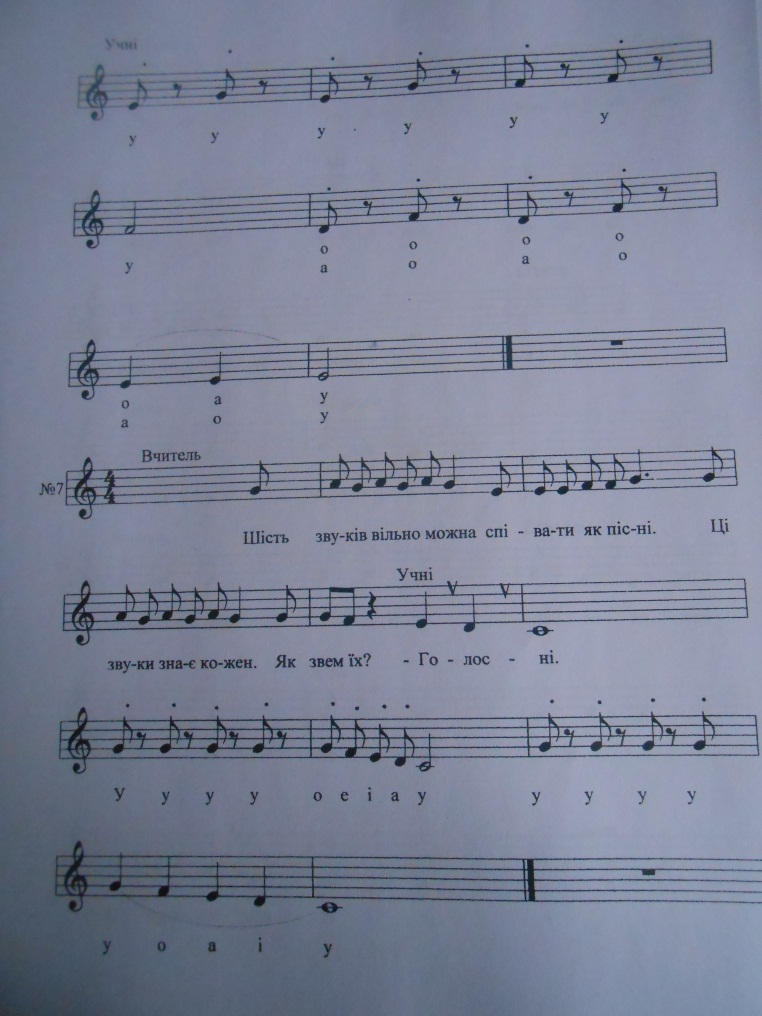 Учні
у у у у у у
у о о о о
а о а о
о а у
а о у
Вчитель
№7
Шість зву-ків вільно можна спі - ва-ти як піс-ні. Ці
Учні
зву-ки зна-є ко-жен. Як звем їх? - Го - лос - ні.
У у у у о е і а у у у у у
у о а і у